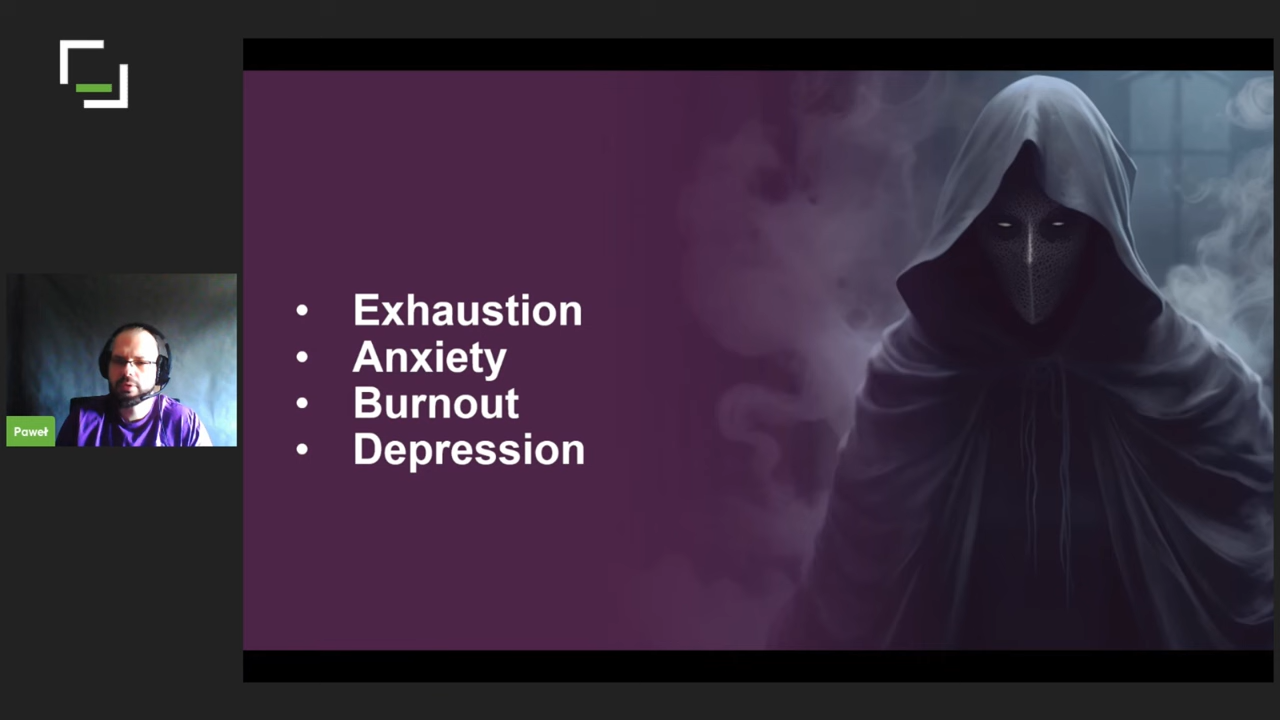 • Exhaustion
• Anxiety
• Burnout
• Depression
Paweł